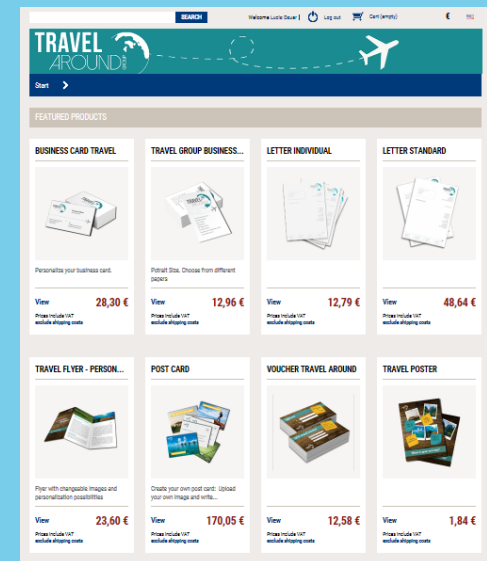 SEARCH
Welcome Lucia Sauer | Log out Cart (empty) €
TRAVEL
AROUND GROUP
Start
FEATURED PRODUCTS
BUSINESS CARD TRAVEL
TRAVEL GROUP BUSINESS...
LETTER INDIVIDUAL
LETTER STANDARD
Personalize your business card.
Potrait Size. Choose from different
papers
View 28,30 €
Prices include VAT
exclude shipping costs
View 12,96 €
Prices include VAT
exclude shipping costs
View 12,79 €
Prices include VAT
exclude shipping costs
View 48,64 €
Prices include VAT
exclude shipping costs
TRAVEL FLYER - PERSON...
POST CARD
VOUCHER TRAVEL AROUND
TRAVEL POSTER
Flyer with changeable images and
personalization possibilities
Create your own post card: Upload
your own image and write...
View 23,60 €
Prices include VAT
exclude shipping costs
View 170,05 €
Prices include VAT
exclude shipping costs
View 12,58 €
Prices include VAT
exclude shipping costs
View 1,84 €
Prices include VAT
exclude shipping costs